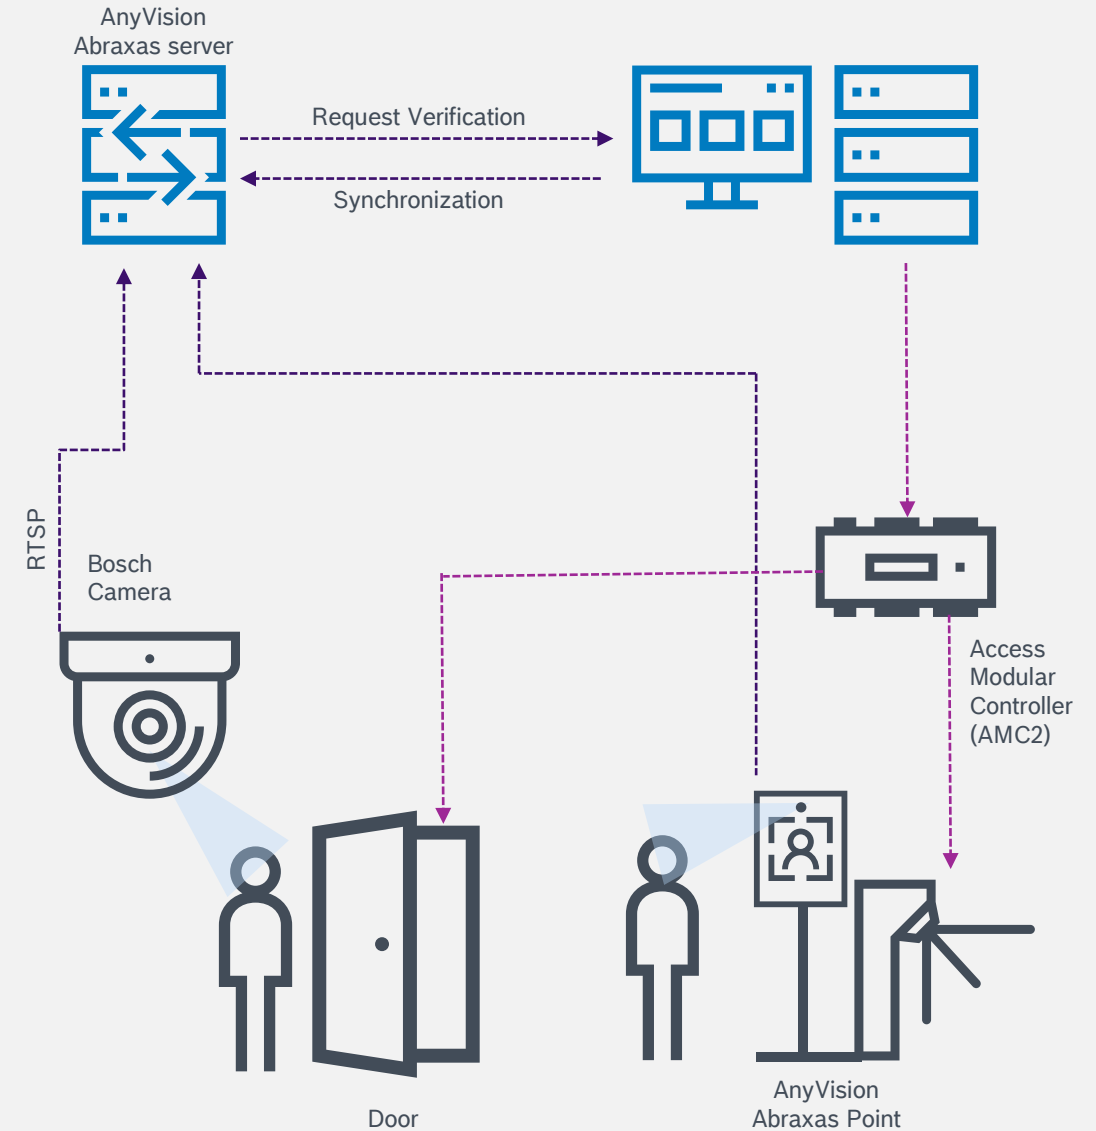 AnyVision
Abraxas server
Request Verification
Synchronization
RTSP
Bosch
Camera
Access
Modular
Controller
(AMC2)
AnyVision
Abraxas Point
Door